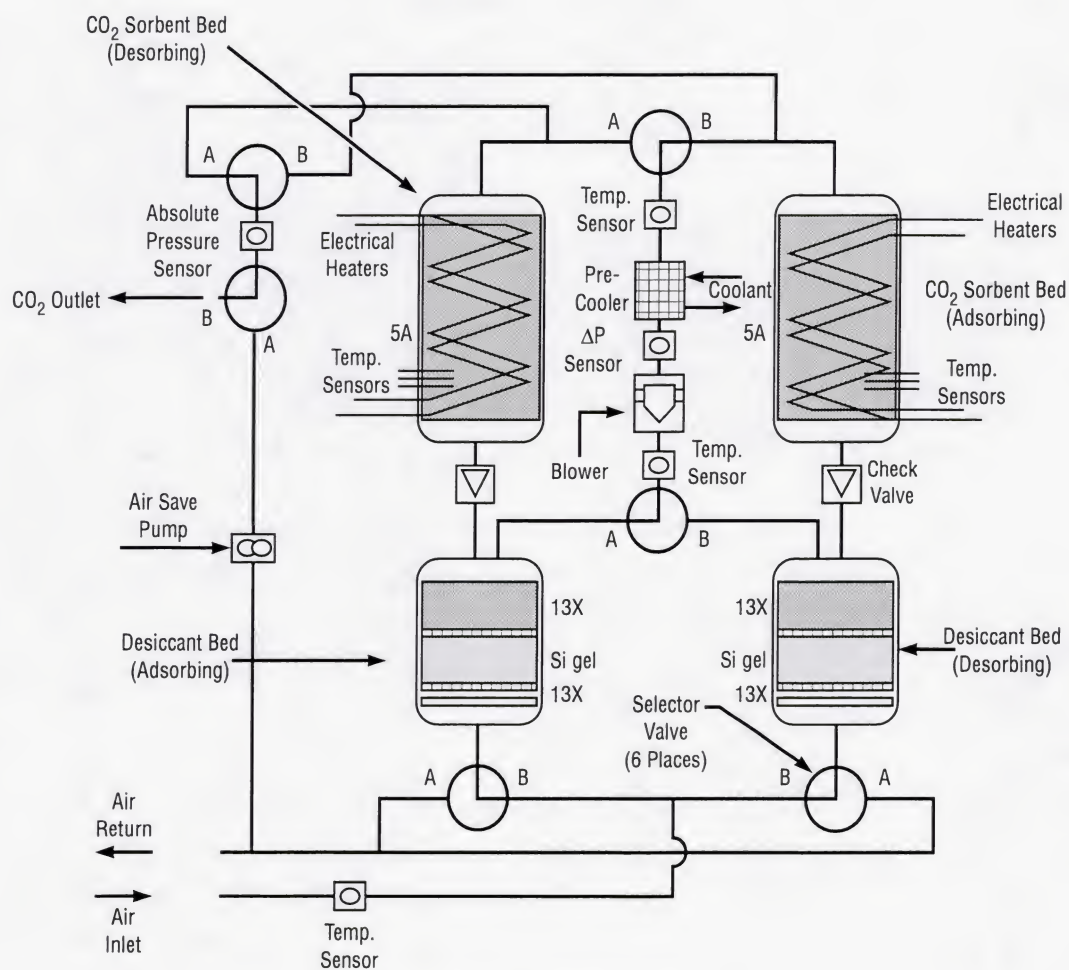 CO₂ Sorbent Bed
(Desorbing)
A
B
A
B
Absolute
Pressure
Sensor
Temp.
Sensor
Electrical
Heaters
Electrical
Heaters
Pre-
Cooler
Coolant
CO₂ Outlet
B
A
CO₂ Sorbent Bed
(Adsorbing)
5A
5A
ΔP
Sensor
Temp.
Sensors
Temp.
Sensors
Blower
Temp.
Sensor
Check
Valve
Air Save
Pump
A
B
13X
13X
Desiccant Bed
(Adsorbing)
Si gel
Si gel
Desiccant Bed
(Desorbing)
13X
13X
Selector
Valve
(6 Places)
A
B
B
A
Air
Return
Air
Inlet
Temp.
Sensor